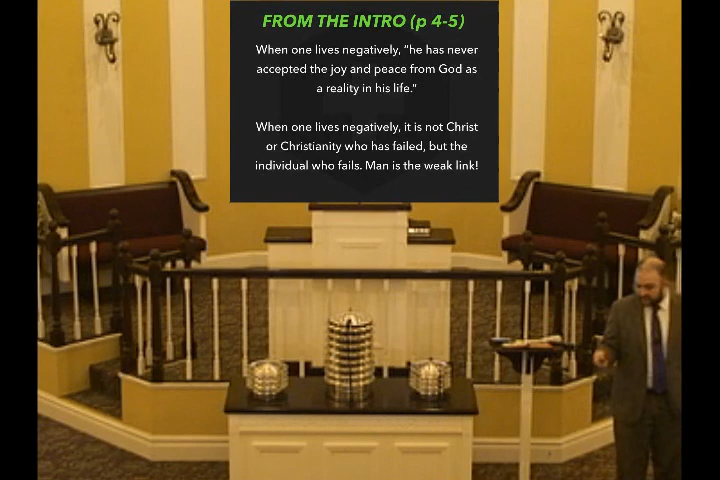 FROM THE INTRO (p 4-5)
When one lives negatively, "he has never
accepted the joy and peace from God as
a reality in his life."
When one lives negatively, it is not Christ
or Christianity who has failed, but the
individual who fails. Man is the weak link!